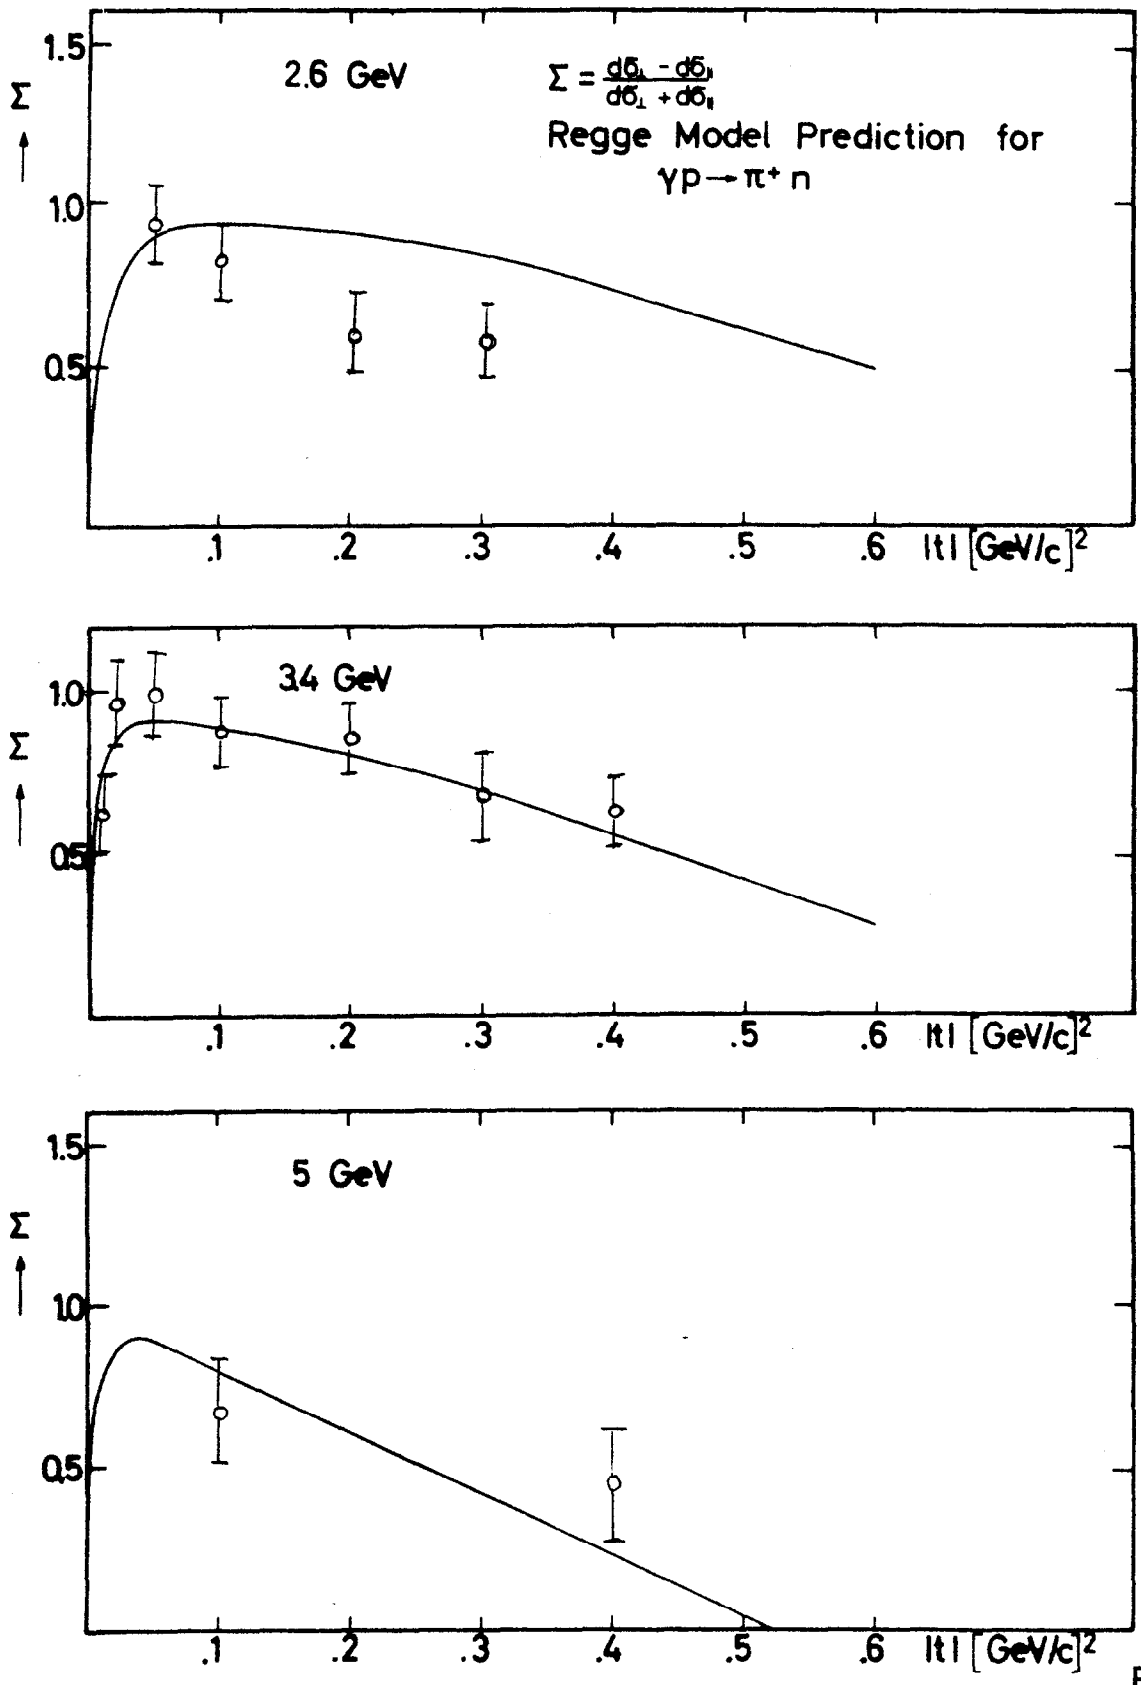 1.5
2.6 GeV
Σ = dσ⊥ - dσ∥ / dσ⊥ + dσ∥
Σ
Regge Model Prediction for
γp → π⁺ n
1.0
0.5
.1 .2 .3 .4 .5 .6 |t| [GeV/c]²
1.0
3.4 GeV
Σ
0.5
.1 .2 .3 .4 .5 .6 |t| [GeV/c]²
1.5
5 GeV
Σ
1.0
0.5
.1 .2 .3 .4 .5 .6 |t| [GeV/c]²